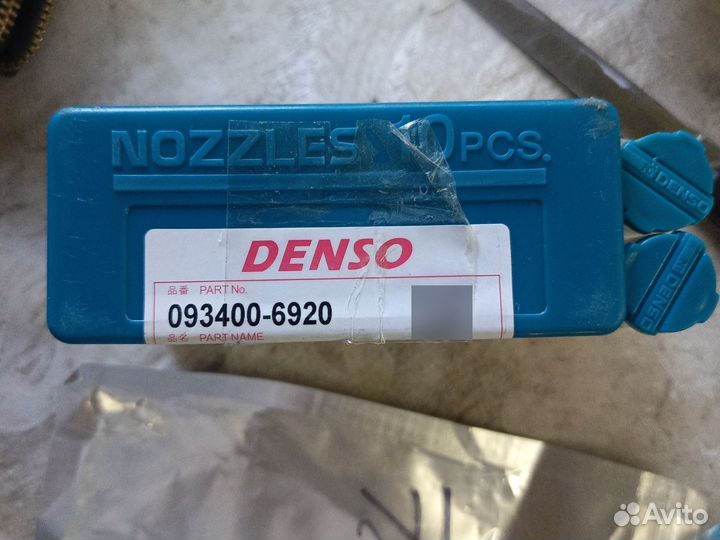 NOZZLES 10 PCS.
DENSO
DENSO
DENSO
品番 PART No.
093400-6920
品名 PART NAME
Avito